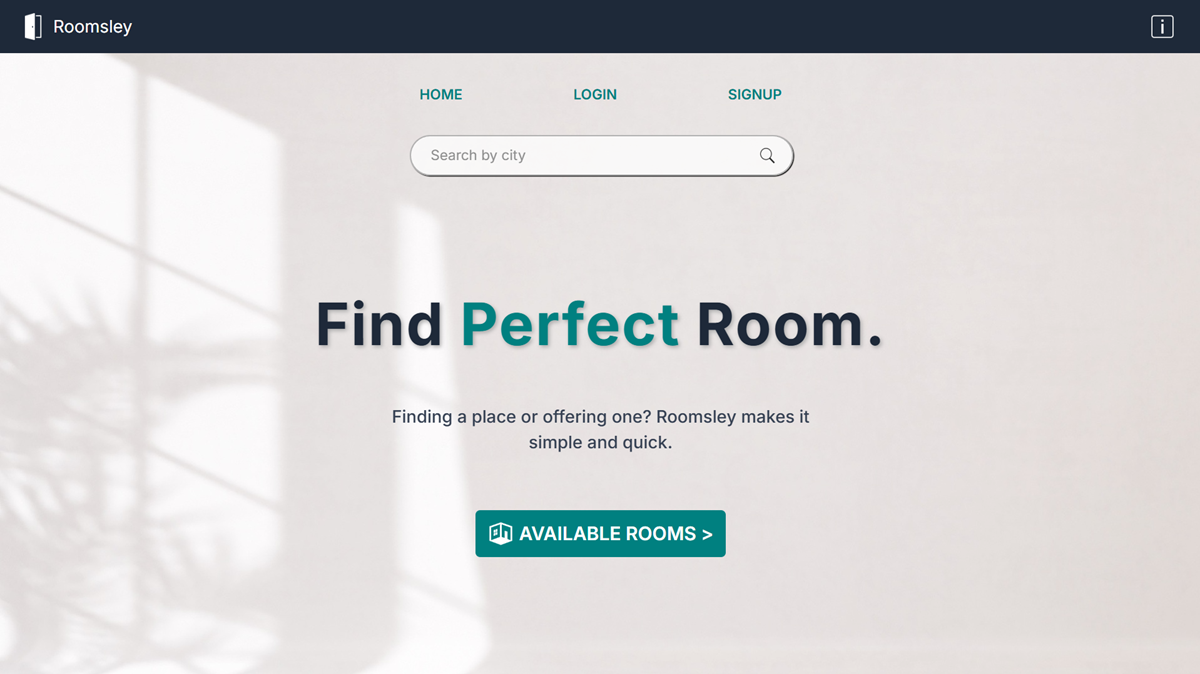 Roomsley
HOME LOGIN SIGNUP
Search by city
Find Perfect Room.
Finding a place or offering one? Roomsley makes it
simple and quick.
AVAILABLE ROOMS >